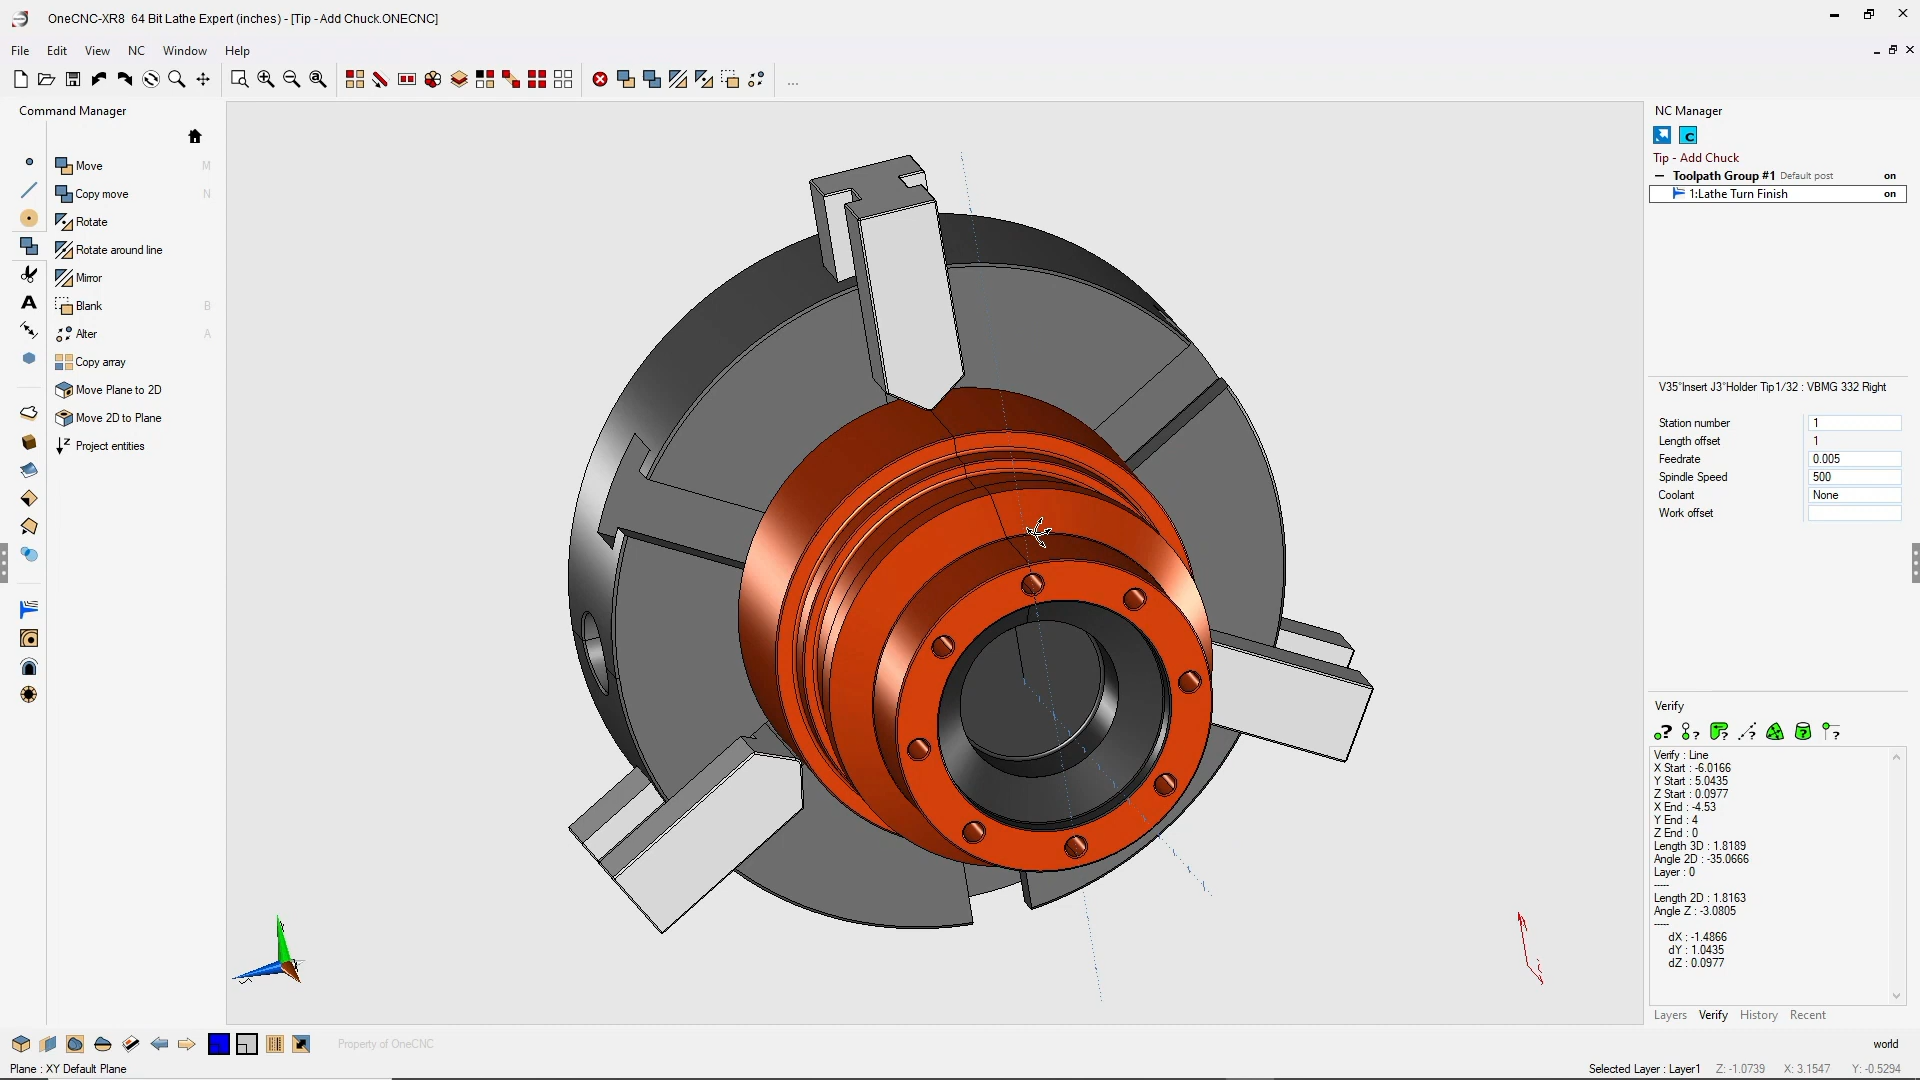 OneCNC-XR8  64 Bit Lathe Expert (inches) - [Tip - Add Chuck.ONECNC]
File Edit View NC Window Help
...
Command Manager
Move M
Copy move N
Rotate
Rotate around line
Mirror
Blank B
Alter A
Copy array
Move Plane to 2D
Move 2D to Plane
Project entities
NC Manager
Tip - Add Chuck
Toolpath Group #1 Default post on
1:Lathe Turn Finish on
V35°Insert J3°Holder Tip1/32 : VBMG 332 Right
Station number 1
Length offset 1
Feedrate 0.005
Spindle Speed 500
Coolant None
Work offset
Verify
Verify : Line
X Start : -6.0166
Y Start : 5.0435
Z Start : 0.0977
X End : -4.53
Y End : 4
Z End : 0
Length 3D : 1.8189
Angle 2D : -35.0666
Layer : 0
-----
Length 2D : 1.8163
Angle Z : -3.0805
-----
dX : -1.4866
dY : 1.0435
dZ : 0.0977
Layers Verify History Recent
Property of OneCNC
world
Plane : XY Default Plane
Selected Layer : Layer1 Z: -1.0739 X: 3.1547 Y: -0.5294